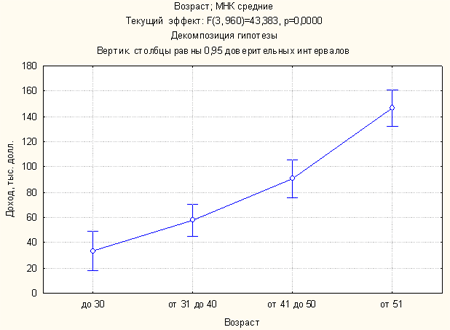 Возраст; МНК средние
Текущий эффект: F(3, 960)=43,383, p=0,0000
Декомпозиция гипотезы
Вертик. столбцы равны 0,95 доверительных интервалов
180
160
140
120
100
80
60
40
20
0
Доход, тыс. долл.
до 30 от 31 до 40 от 41 до 50 от 51
Возраст